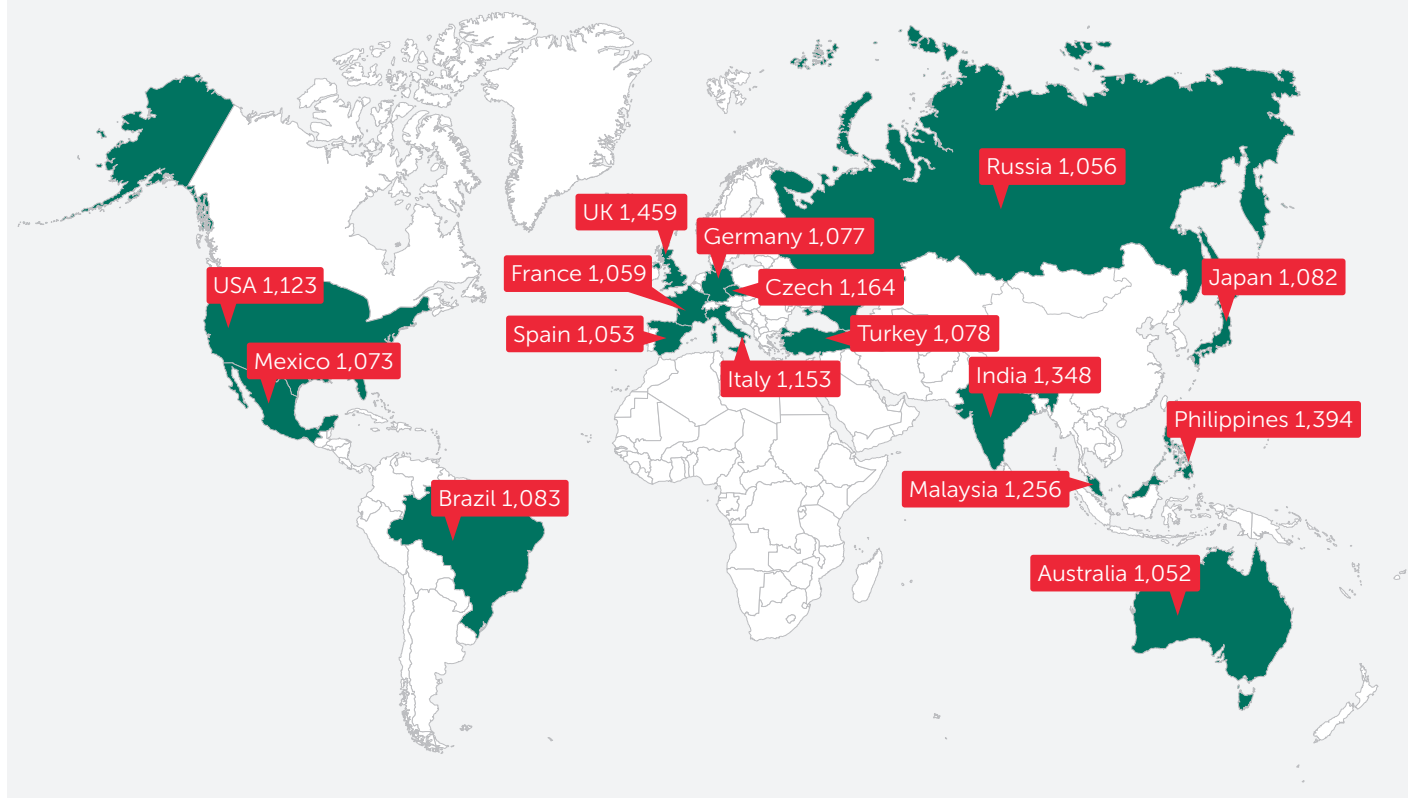 Russia 1,056
UK 1,459
Germany 1,077
France 1,059
USA 1,123
Czech 1,164
Japan 1,082
Spain 1,053
Turkey 1,078
Mexico 1,073
Italy 1,153
India 1,348
Philippines 1,394
Malaysia 1,256
Brazil 1,083
Australia 1,052